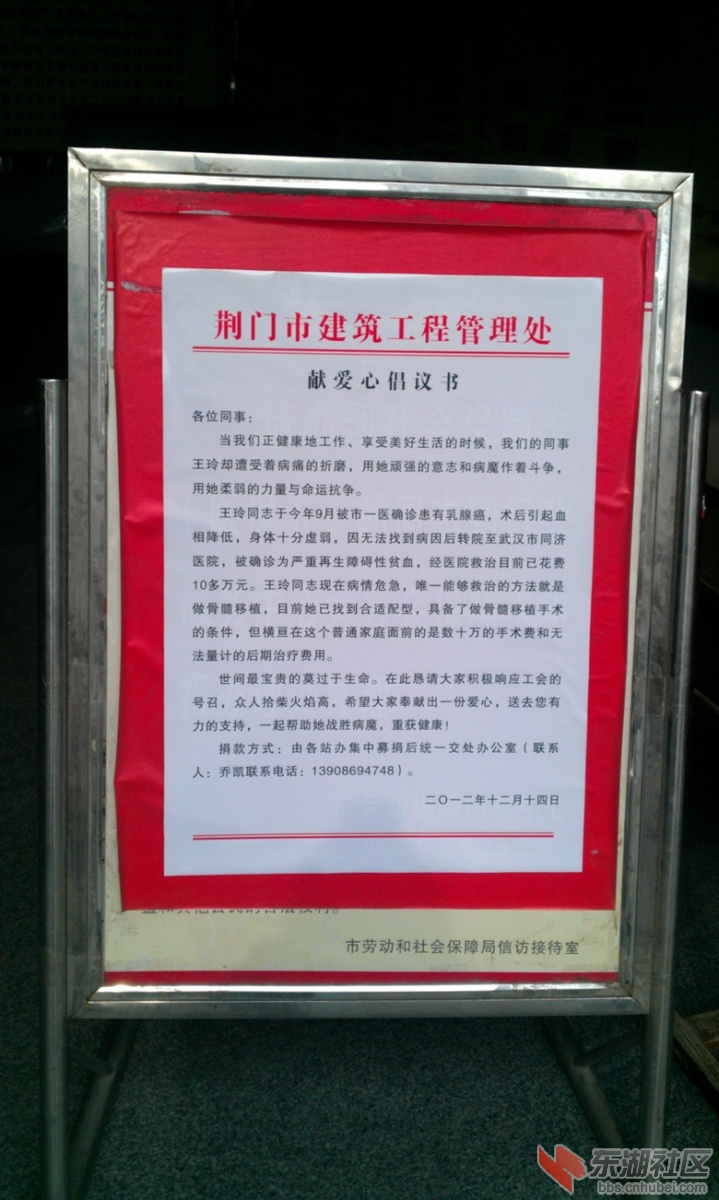 荆门市建筑工程管理处
献爱心倡议书
各位同事：
当我们正健康地工作、享受美好生活的时候，我们的同事
王玲却遭受着病痛的折磨，用她顽强的意志和病魔作着斗争，
用她柔弱的力量与命运抗争。
王玲同志于今年9月被市一医确诊患有乳腺癌，术后引起血
相降低，身体十分虚弱，因无法找到病因后转院至武汉市同济
医院，被确诊为严重再生障碍性贫血，经医院救治目前已花费
10多万元。王玲同志现在病情危急，唯一能够救治的方法就是
做骨髓移植，目前她已找到合适配型，具备了做骨髓移植手术
的条件，但横亘在这个普通家庭面前的是数十万的手术费和无
法量计的后期治疗费用。
世间最宝贵的莫过于生命。在此恳请大家积极响应工会的
号召，众人拾柴火焰高，希望大家奉献出一份爱心，送去您有
力的支持，一起帮助她战胜病魔，重获健康！
捐款方式：由各站办集中募捐后统一交处办公室（联系
人：乔凯联系电话：13908694748）。
二〇一二年十二月十四日
益和其他公民的合法权利。
市劳动和社会保障局信访接待室
东湖社区
bbs.cnhubei.com